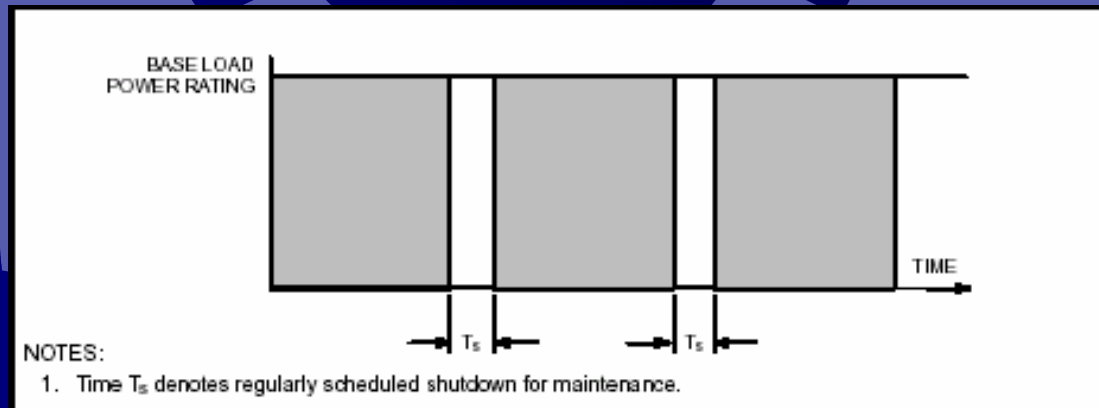 BASE LOAD
POWER RATING
TIME
Ts Ts
NOTES:
1. Time Ts denotes regularly scheduled shutdown for maintenance.